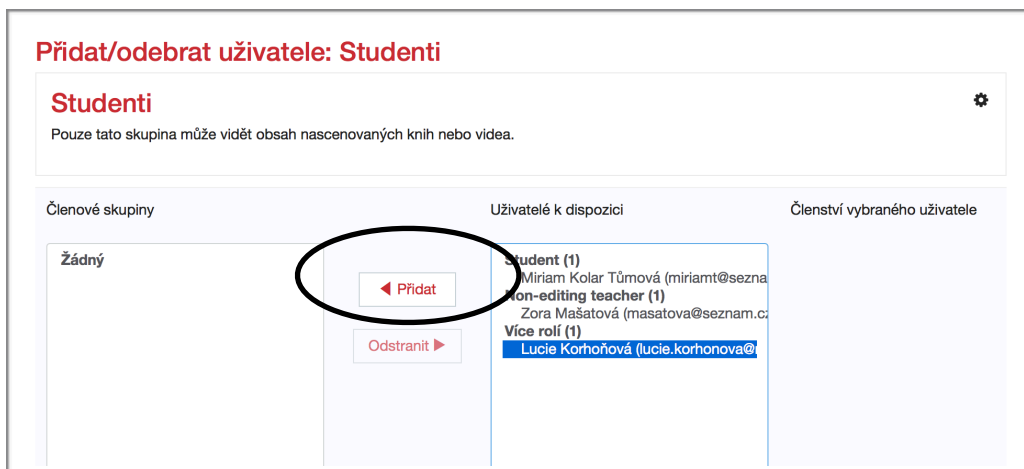 Přidat/odebrat uživatele: Studenti
Studenti
Pouze tato skupina může vidět obsah nascenovaných knih nebo videa.
Členové skupiny
Uživatelé k dispozici
Členství vybraného uživatele
Žádný
Přidat
Odstranit
Student (1)
Miriam Kolar Tůmová (miriamt@sezna
Non-editing teacher (1)
Zora Mašatová (masatova@seznam.cz
Více rolí (1)
Lucie Korhoňová (lucie.korhonova@